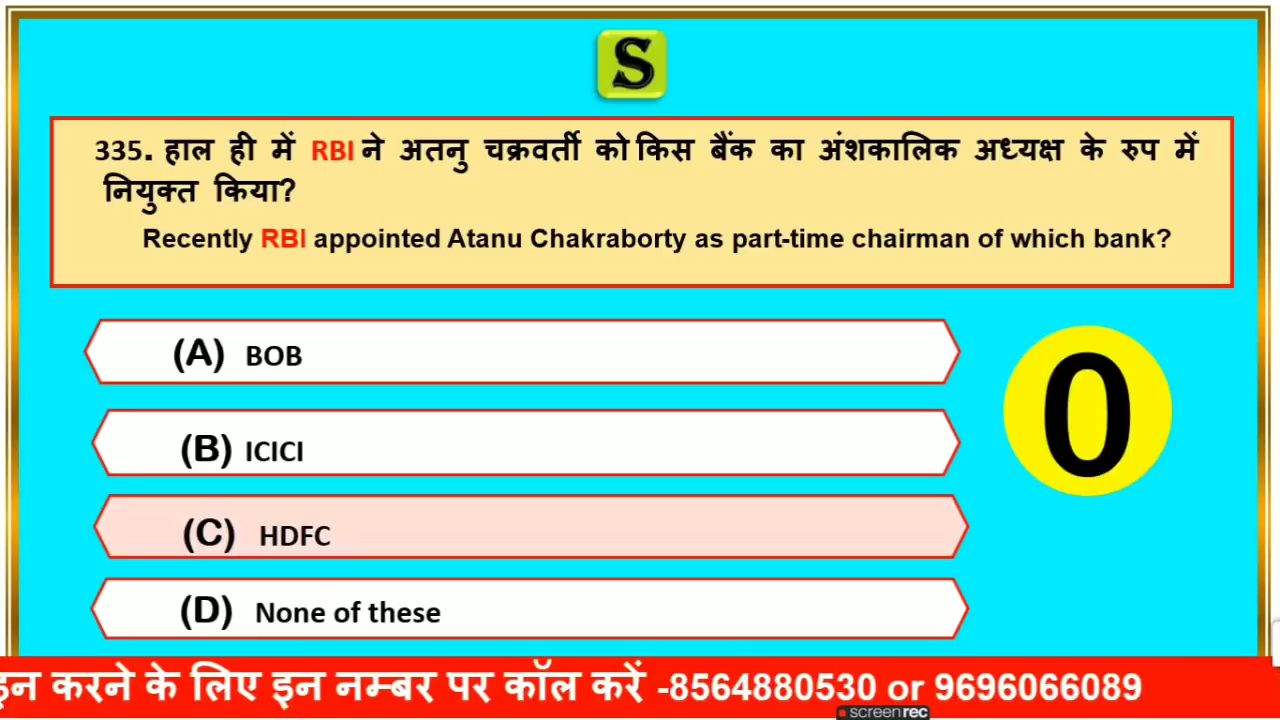 S
335. हाल ही में RBI ने अतनु चक्रवर्ती को किस बैंक का अंशकालिक अध्यक्ष के रुप में
नियुक्त किया?
Recently RBI appointed Atanu Chakraborty as part-time chairman of which bank?
(A) BOB
0
(B) ICICI
(C) HDFC
(D) None of these
करने के लिए इन नम्बर पर कॉल करें -8564880530 or 9696066089
screenrec